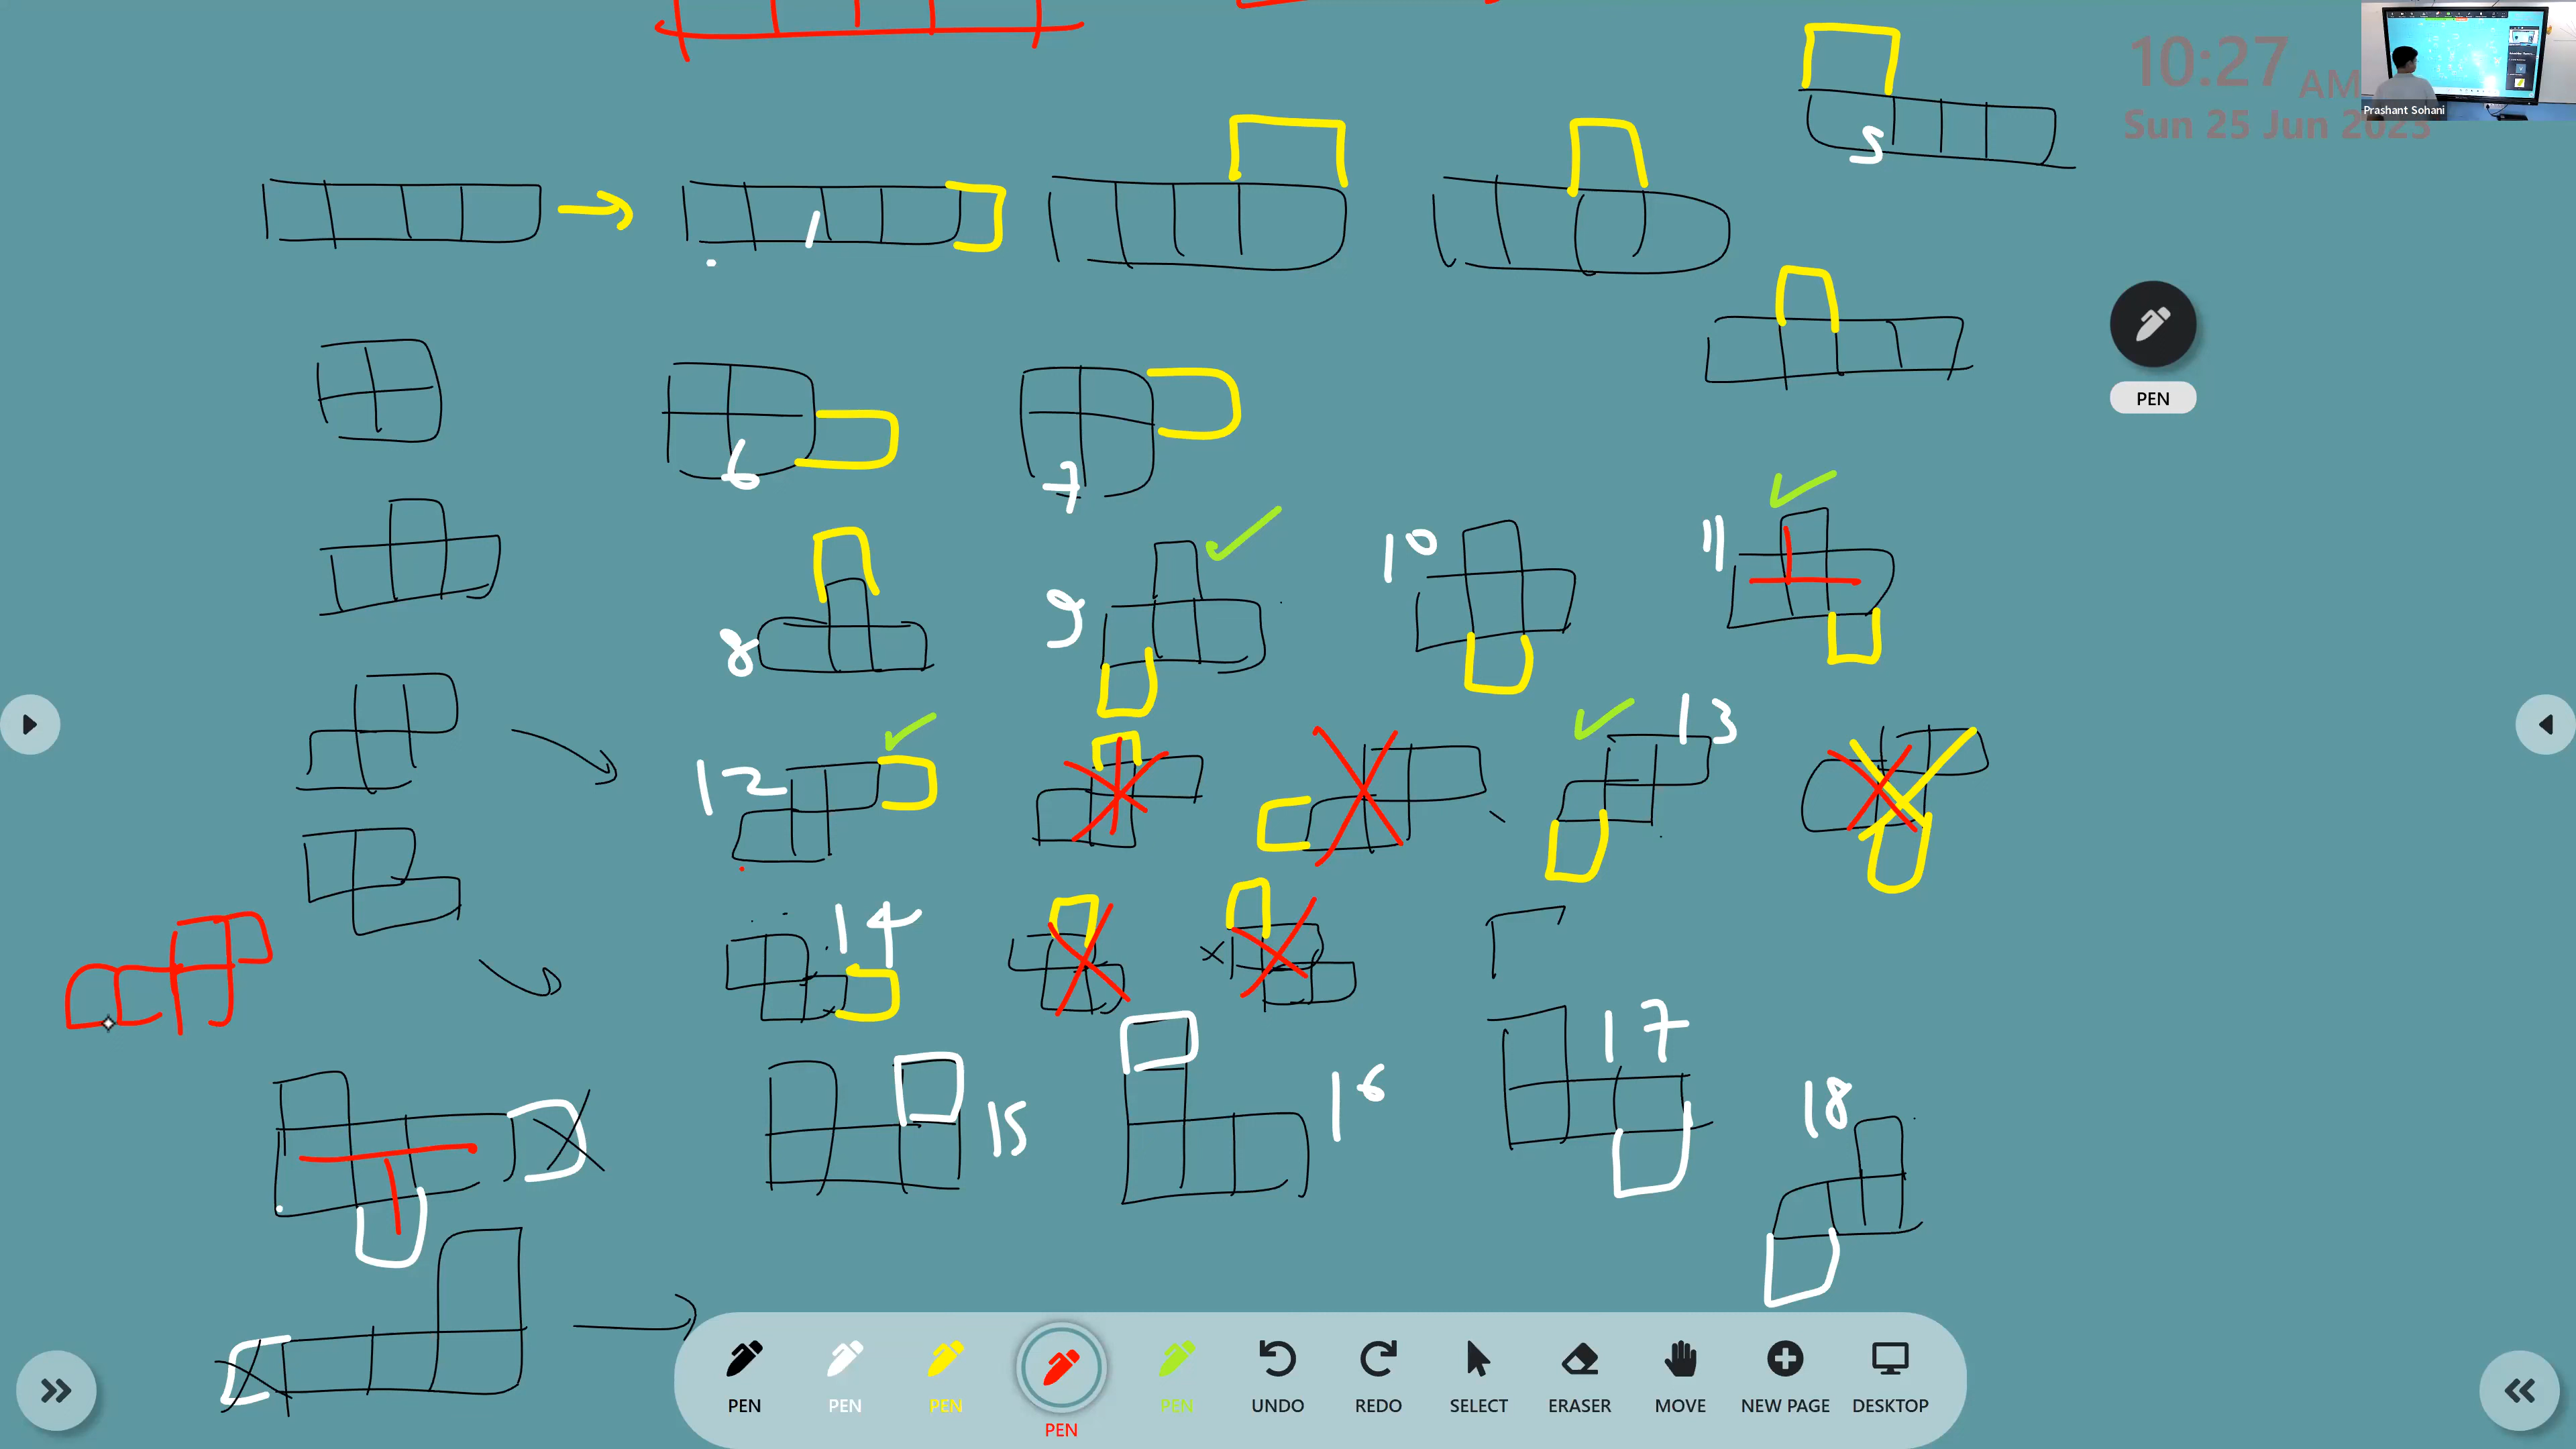 10:27 AM
Sun 25 Jun 2023
Prashant Sohani
5
1
PEN
6
7
8
9
10
11
12
13
14
15
16
17
18
PEN
PEN
PEN
PEN
PEN
UNDO
REDO
SELECT
ERASER
MOVE
NEW PAGE
DESKTOP